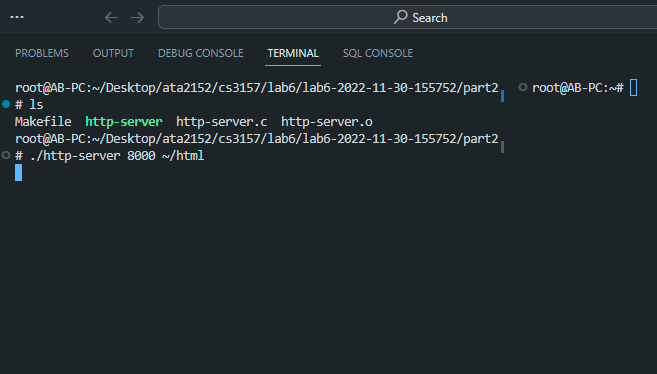 ··· ← → Search
PROBLEMS OUTPUT DEBUG CONSOLE TERMINAL SQL CONSOLE
root@AB-PC:~/Desktop/ata2152/cs3157/lab6/lab6-2022-11-30-155752/part2
# ls
Makefile http-server http-server.c http-server.o
root@AB-PC:~/Desktop/ata2152/cs3157/lab6/lab6-2022-11-30-155752/part2
# ./http-server 8000 ~/html
root@AB-PC:~#